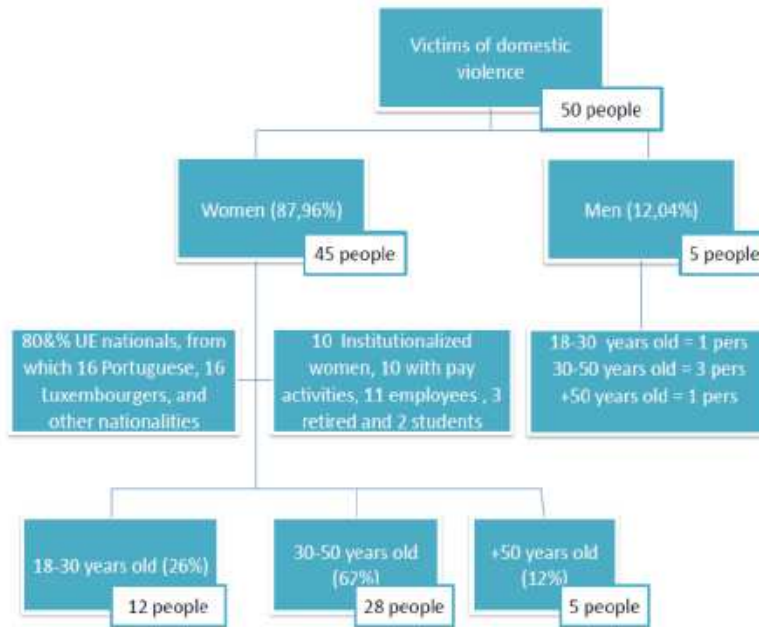 Victims of domestic
violence
50 people
Women (87,96%)
45 people
Men (12,04%)
5 people
80&% UE nationals, from
which 16 Portuguese, 16
Luxembourgers, and
other nationalities
10 Institutionalized
women, 10 with pay
activities, 11 employees , 3
retired and 2 students
18-30 years old = 1 pers
30-50 years old = 3 pers
+50 years old = 1 pers
18-30 years old (26%)
12 people
30-50 years old
(62%)
28 people
+50 years old
(12%)
5 people